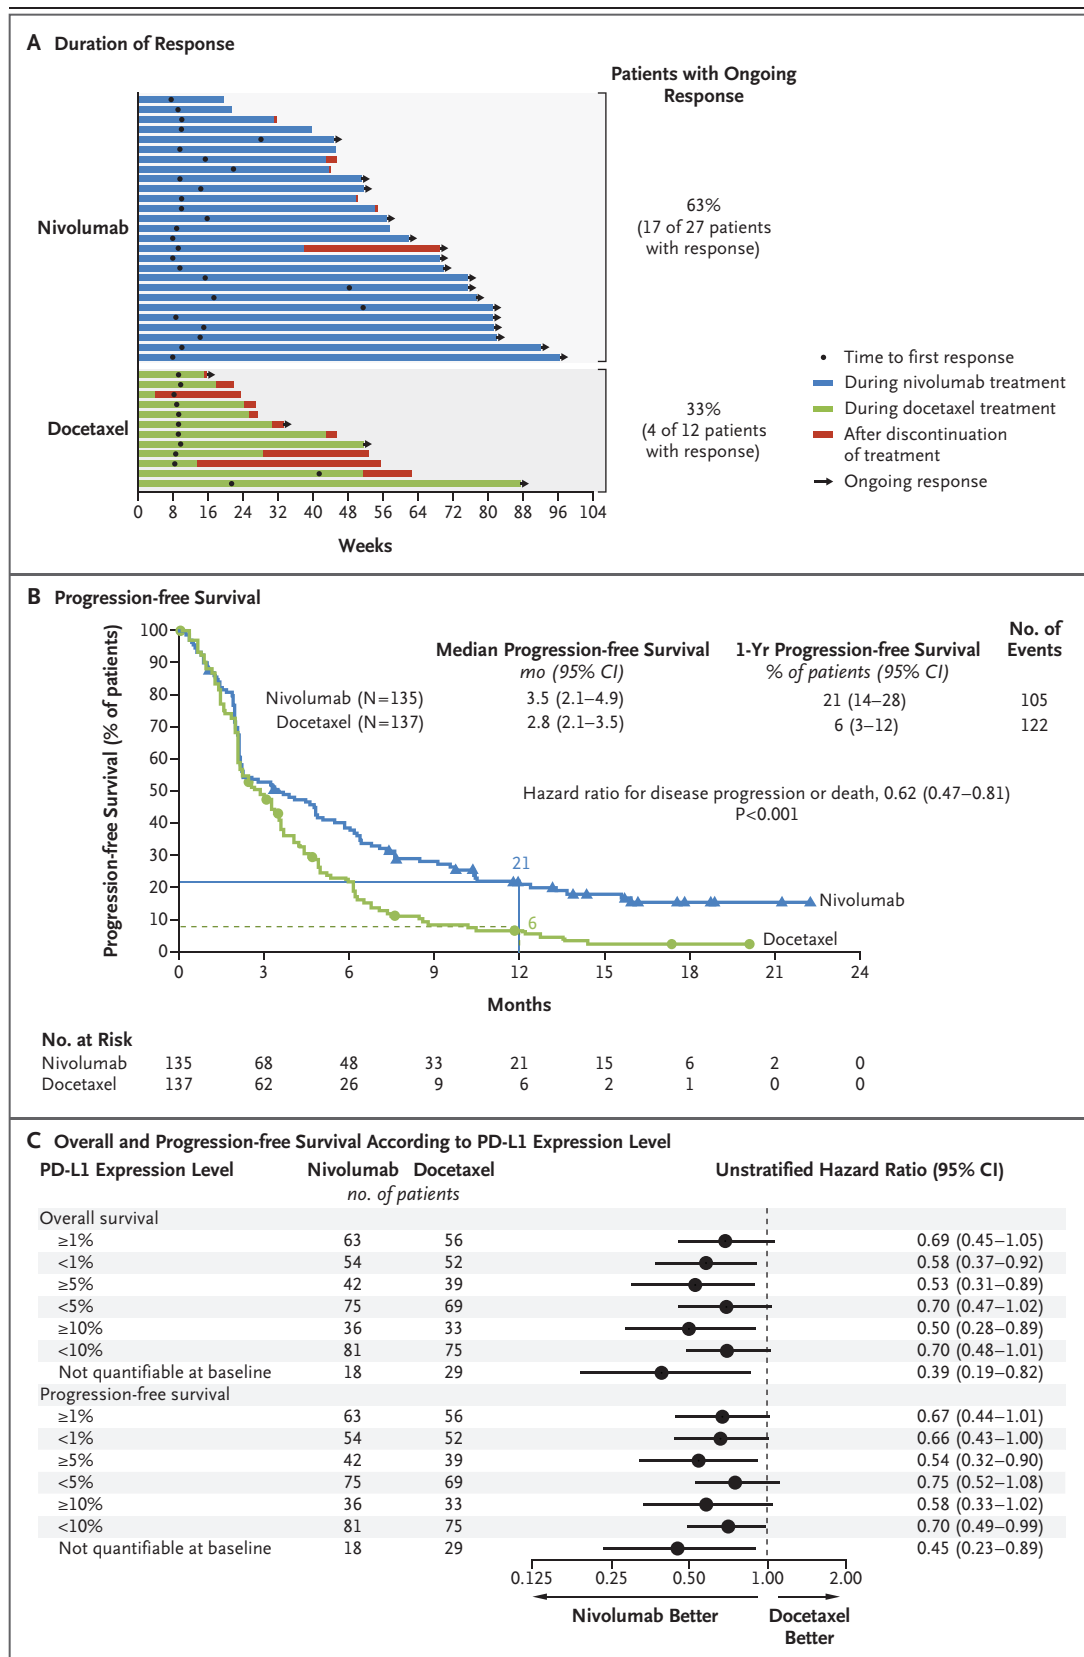 A Duration of Response
Patients with Ongoing
Response
Nivolumab
63%
(17 of 27 patients
with response)
Docetaxel
33%
(4 of 12 patients
with response)
Time to first response
During nivolumab treatment
During docetaxel treatment
After discontinuation
of treatment
Ongoing response
0 8 16 24 32 40 48 56 64 72 80 88 96 104
Weeks
B Progression-free Survival
Progression-free Survival (% of patients)
100
90
80
70
60
50
40
30
20
10
0
Median Progression-free Survival 1-Yr Progression-free Survival No. of Events
mo (95% CI) % of patients (95% CI)
Nivolumab (N=135) 3.5 (2.1–4.9) 21 (14–28) 105
Docetaxel (N=137) 2.8 (2.1–3.5) 6 (3–12) 122
Hazard ratio for disease progression or death, 0.62 (0.47–0.81)
P<0.001
21
6
Nivolumab
Docetaxel
0 3 6 9 12 15 18 21 24
Months
No. at Risk
Nivolumab 135 68 48 33 21 15 6 2 0
Docetaxel 137 62 26 9 6 2 1 0 0
C Overall and Progression-free Survival According to PD-L1 Expression Level
PD-L1 Expression Level Nivolumab Docetaxel Unstratified Hazard Ratio (95% CI)
no. of patients
Overall survival
≥1% 63 56 0.69 (0.45–1.05)
<1% 54 52 0.58 (0.37–0.92)
≥5% 42 39 0.53 (0.31–0.89)
<5% 75 69 0.70 (0.47–1.02)
≥10% 36 33 0.50 (0.28–0.89)
<10% 81 75 0.70 (0.48–1.01)
Not quantifiable at baseline 18 29 0.39 (0.19–0.82)
Progression-free survival
≥1% 63 56 0.67 (0.44–1.01)
<1% 54 52 0.66 (0.43–1.00)
≥5% 42 39 0.54 (0.32–0.90)
<5% 75 69 0.75 (0.52–1.08)
≥10% 36 33 0.58 (0.33–1.02)
<10% 81 75 0.70 (0.49–0.99)
Not quantifiable at baseline 18 29 0.45 (0.23–0.89)
0.125 0.25 0.50 1.00 2.00
Nivolumab Better
Docetaxel
Better